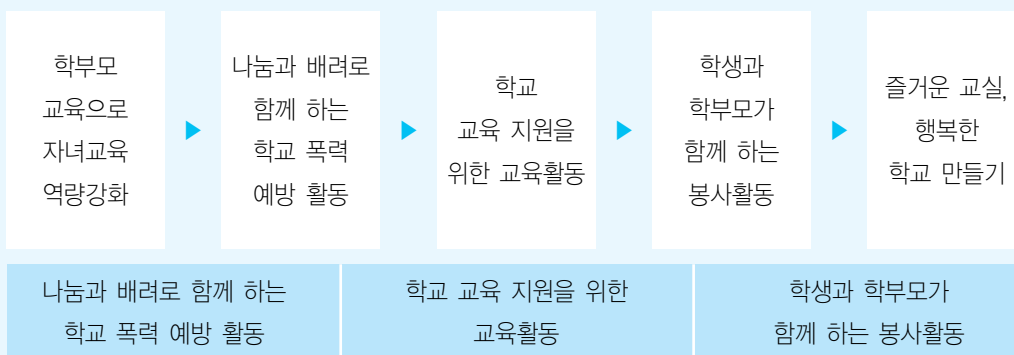 학부모
교육으로
자녀교육
역량강화
나눔과 배려로
함께 하는
학교 폭력
예방 활동
학교
교육 지원을
위한 교육활동
학생과
학부모가
함께 하는
봉사활동
즐거운 교실,
행복한
학교 만들기
나눔과 배려로 함께 하는
학교 폭력 예방 활동
학교 교육 지원을 위한
교육활동
학생과 학부모가
함께 하는 봉사활동